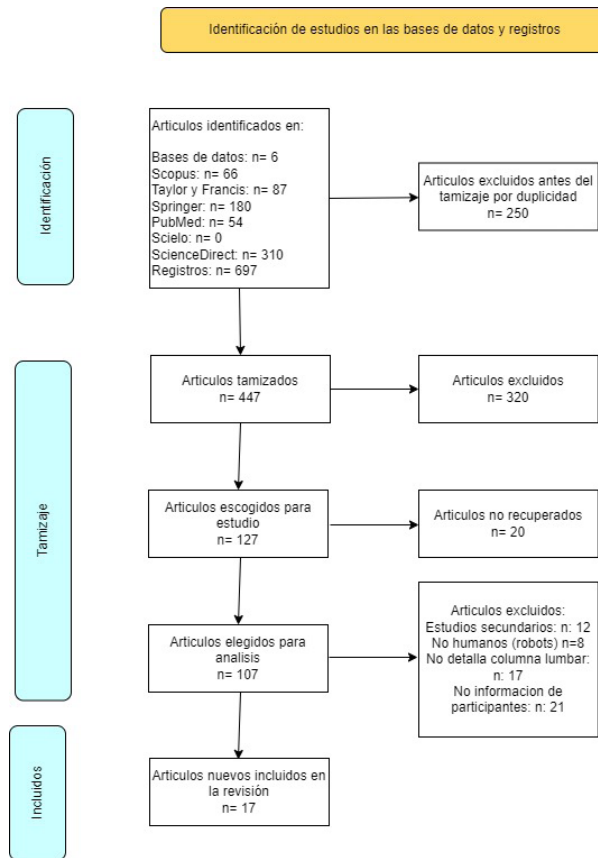 Identificación de estudios en las bases de datos y registros
Identificación
Articulos identificados en:
Bases de datos: n= 6
Scopus: n= 66
Taylor y Francis: n= 87
Springer: n= 180
PubMed: n= 54
Scielo: n= 0
ScienceDirect: n= 310
Registros: n= 697
Articulos excluidos antes del
tamizaje por duplicidad
n= 250
Tamizaje
Articulos tamizados
n= 447
Articulos excluidos
n= 320
Articulos escogidos para
estudio
n= 127
Articulos no recuperados
n= 20
Articulos elegidos para
analisis
n= 107
Articulos excluidos:
Estudios secundarios: n: 12
No humanos (robots) n=8
No detalla columna lumbar:
n: 17
No informacion de
participantes: n: 21
Incluidos
Articulos nuevos incluidos en
la revisión
n= 17